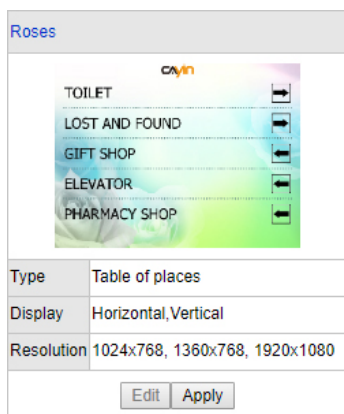 Roses
CAYIN
TOILET
LOST AND FOUND
GIFT SHOP
ELEVATOR
PHARMACY SHOP
Type Table of places
Display Horizontal,Vertical
Resolution 1024x768, 1360x768, 1920x1080
Edit Apply